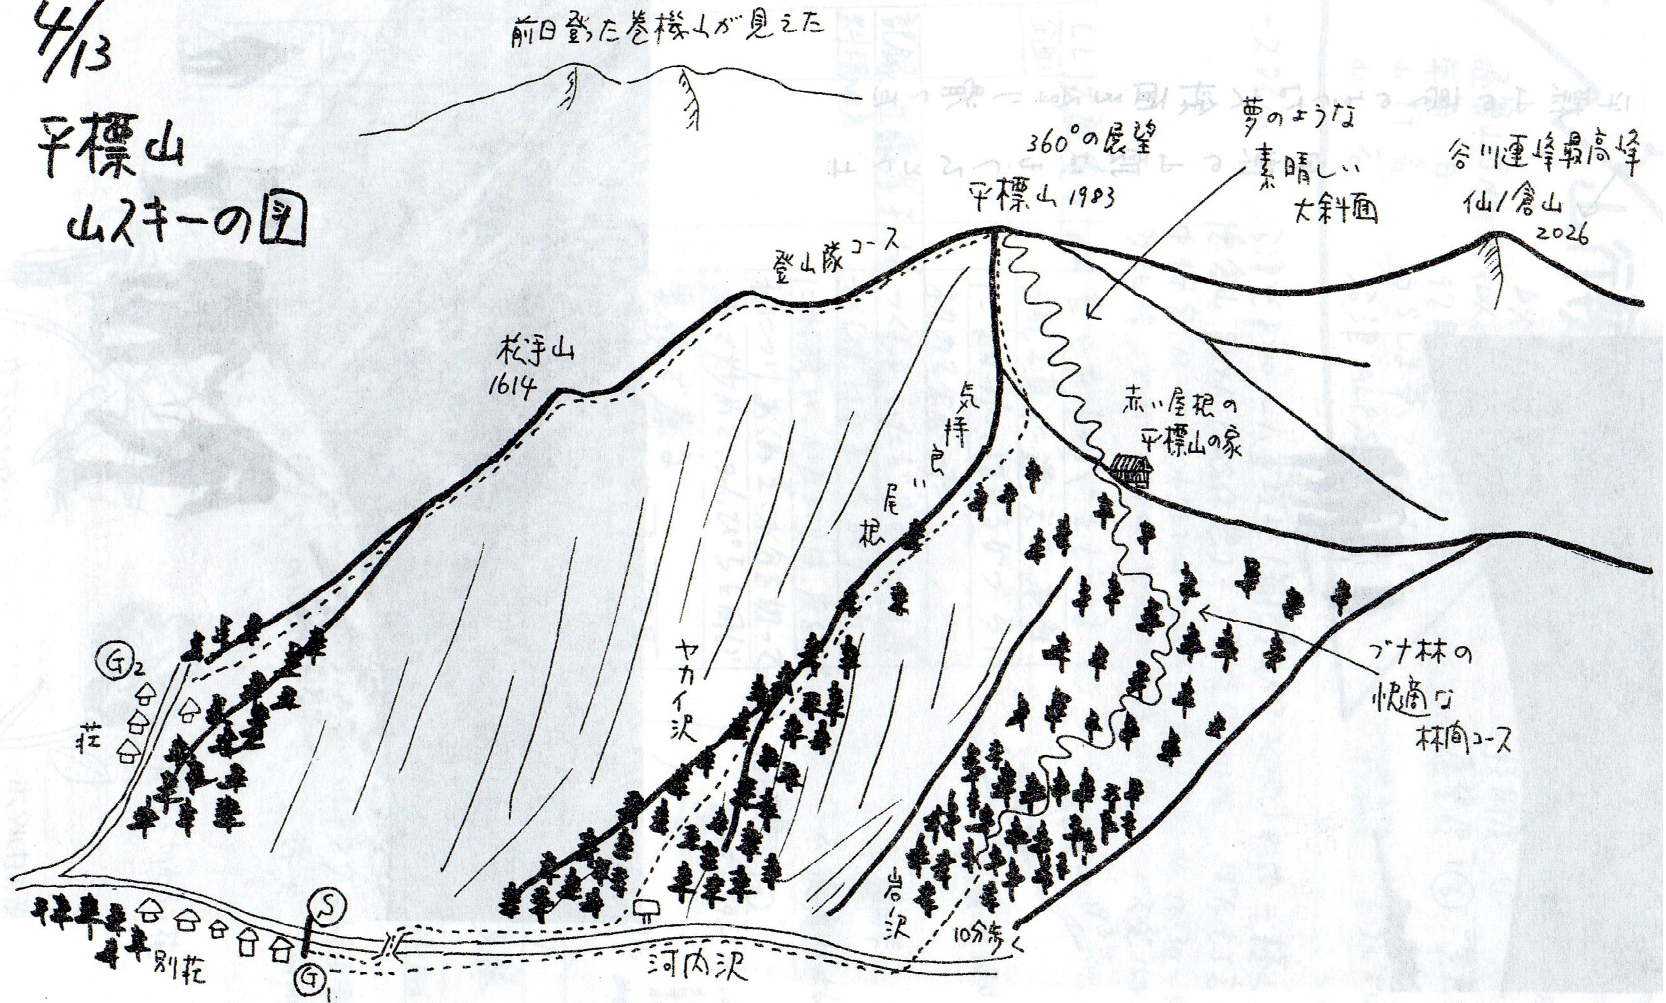 4/13
平標山
山スキーの図
前日登った巻機山が見えた
360°の展望
平標山 1983
夢のような
素晴しい
大斜面
谷川連峰最高峰
仙ノ倉山
2026
登山隊コース
松手山
1614
気持良い尾根
赤い屋根の
平標山の家
ヤカイ沢
ブナ林の
快適な
林間コース
G2
荘
別荘
S
G1
河内沢
岩沢
10分歩く